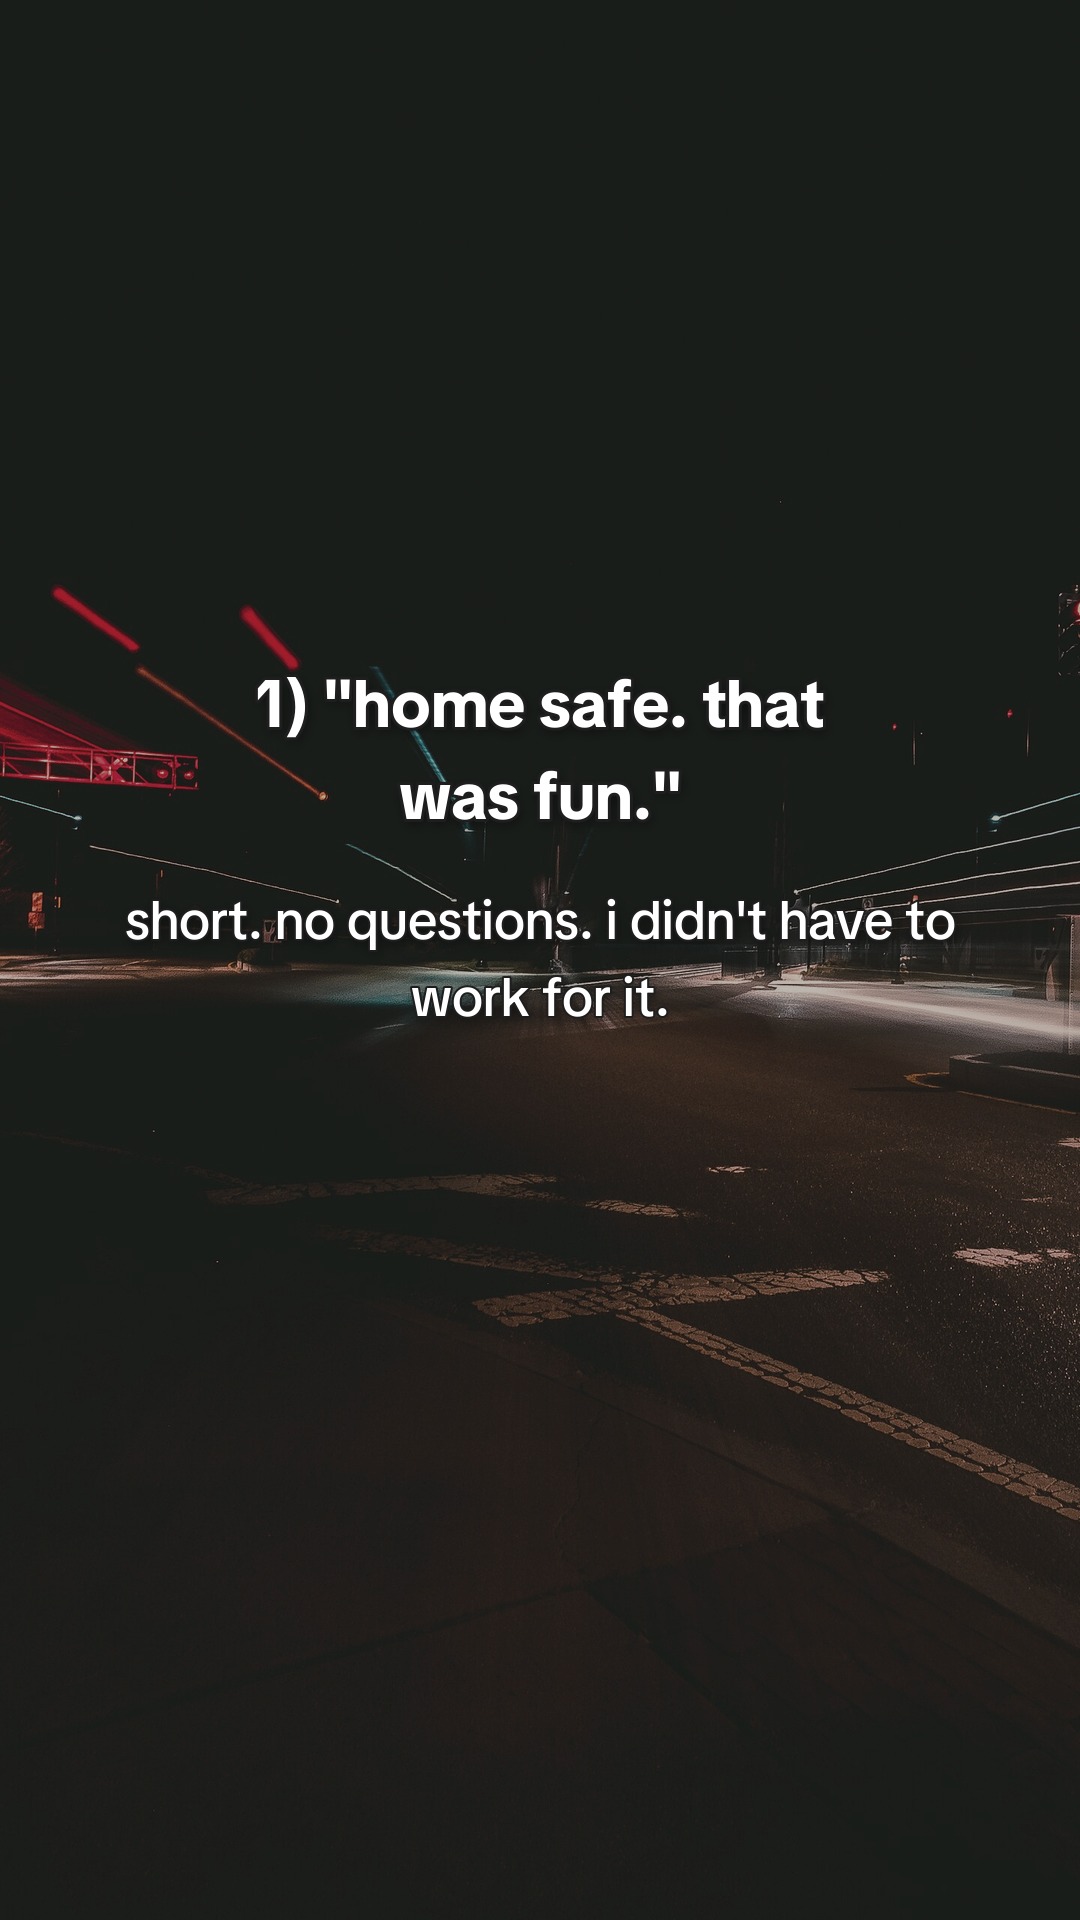 1) "home safe. that
was fun."
short. no questions. i didn't have to
work for it.